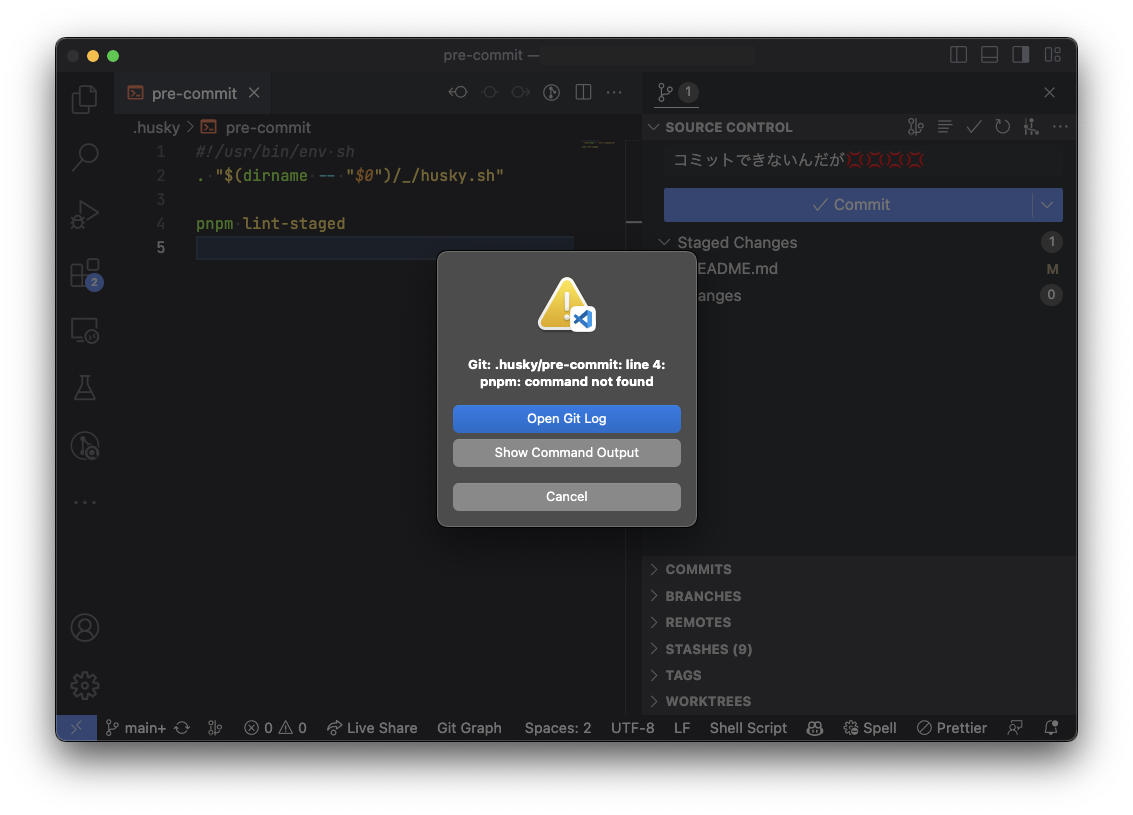 pre-commit —
pre-commit
1
.husky > pre-commit
SOURCE CONTROL
1 #!/usr/bin/env sh
2 . "$(dirname -- "$0")/_/husky.sh"
3
4 pnpm lint-staged
5
コミットできないんだが💢💢💢💢
Commit
Staged Changes 1
EADME.md M
anges 0
2
Git: .husky/pre-commit: line 4:
pnpm: command not found
Open Git Log
Show Command Output
Cancel
COMMITS
BRANCHES
REMOTES
STASHES (9)
TAGS
WORKTREES
main+ 0 0 Live Share Git Graph Spaces: 2 UTF-8 LF Shell Script Spell Prettier